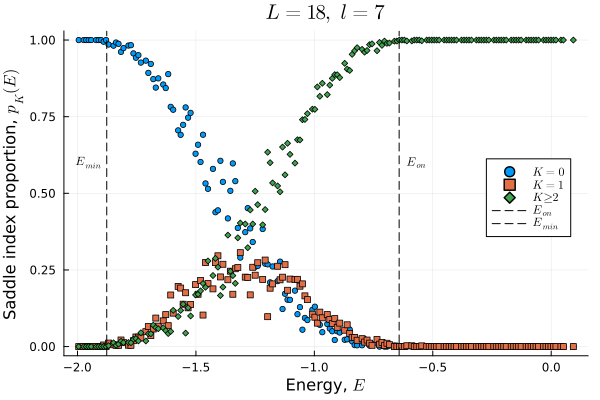 L = 18, l = 7
Saddle index proportion, p_K(E)
1.00
0.75
0.50
0.25
0.00
E_min
E_on
K = 0
K = 1
K≥2
E_on
E_min
−2.0 −1.5 −1.0 −0.5 0.0
Energy, E